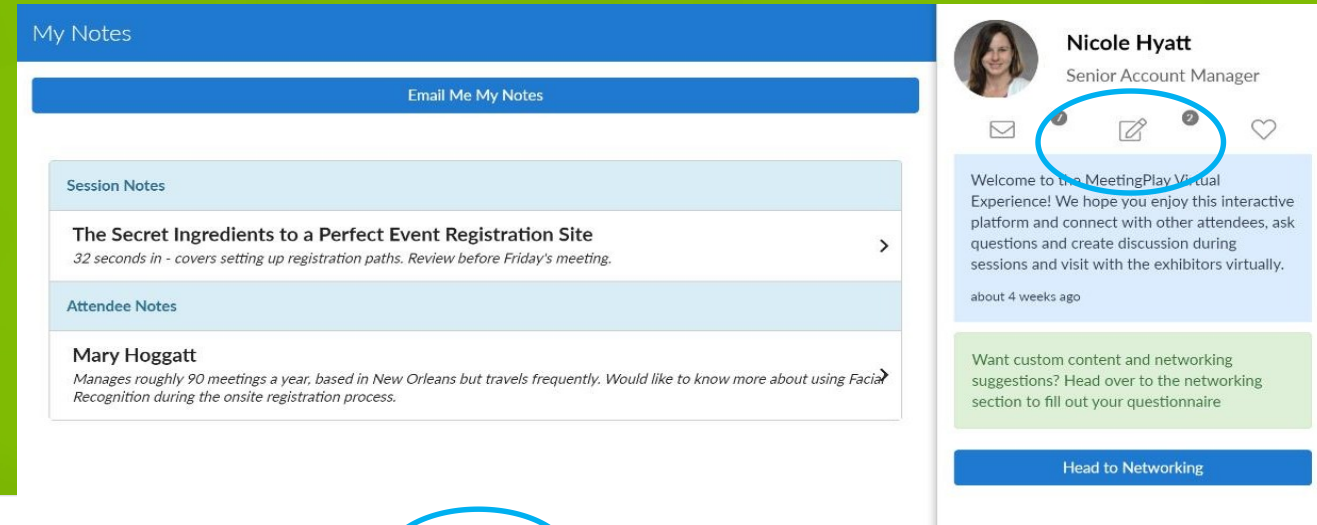 My Notes
Email Me My Notes
Session Notes
The Secret Ingredients to a Perfect Event Registration Site
32 seconds in - covers setting up registration paths. Review before Friday's meeting.
Attendee Notes
Mary Hoggatt
Manages roughly 90 meetings a year, based in New Orleans but travels frequently. Would like to know more about using Facial
Recognition during the onsite registration process.
Nicole Hyatt
Senior Account Manager
2
Welcome to the MeetingPlay Virtual
Experience! We hope you enjoy this interactive
platform and connect with other attendees, ask
questions and create discussion during
sessions and visit with the exhibitors virtually.
about 4 weeks ago
Want custom content and networking
suggestions? Head over to the networking
section to fill out your questionnaire
Head to Networking